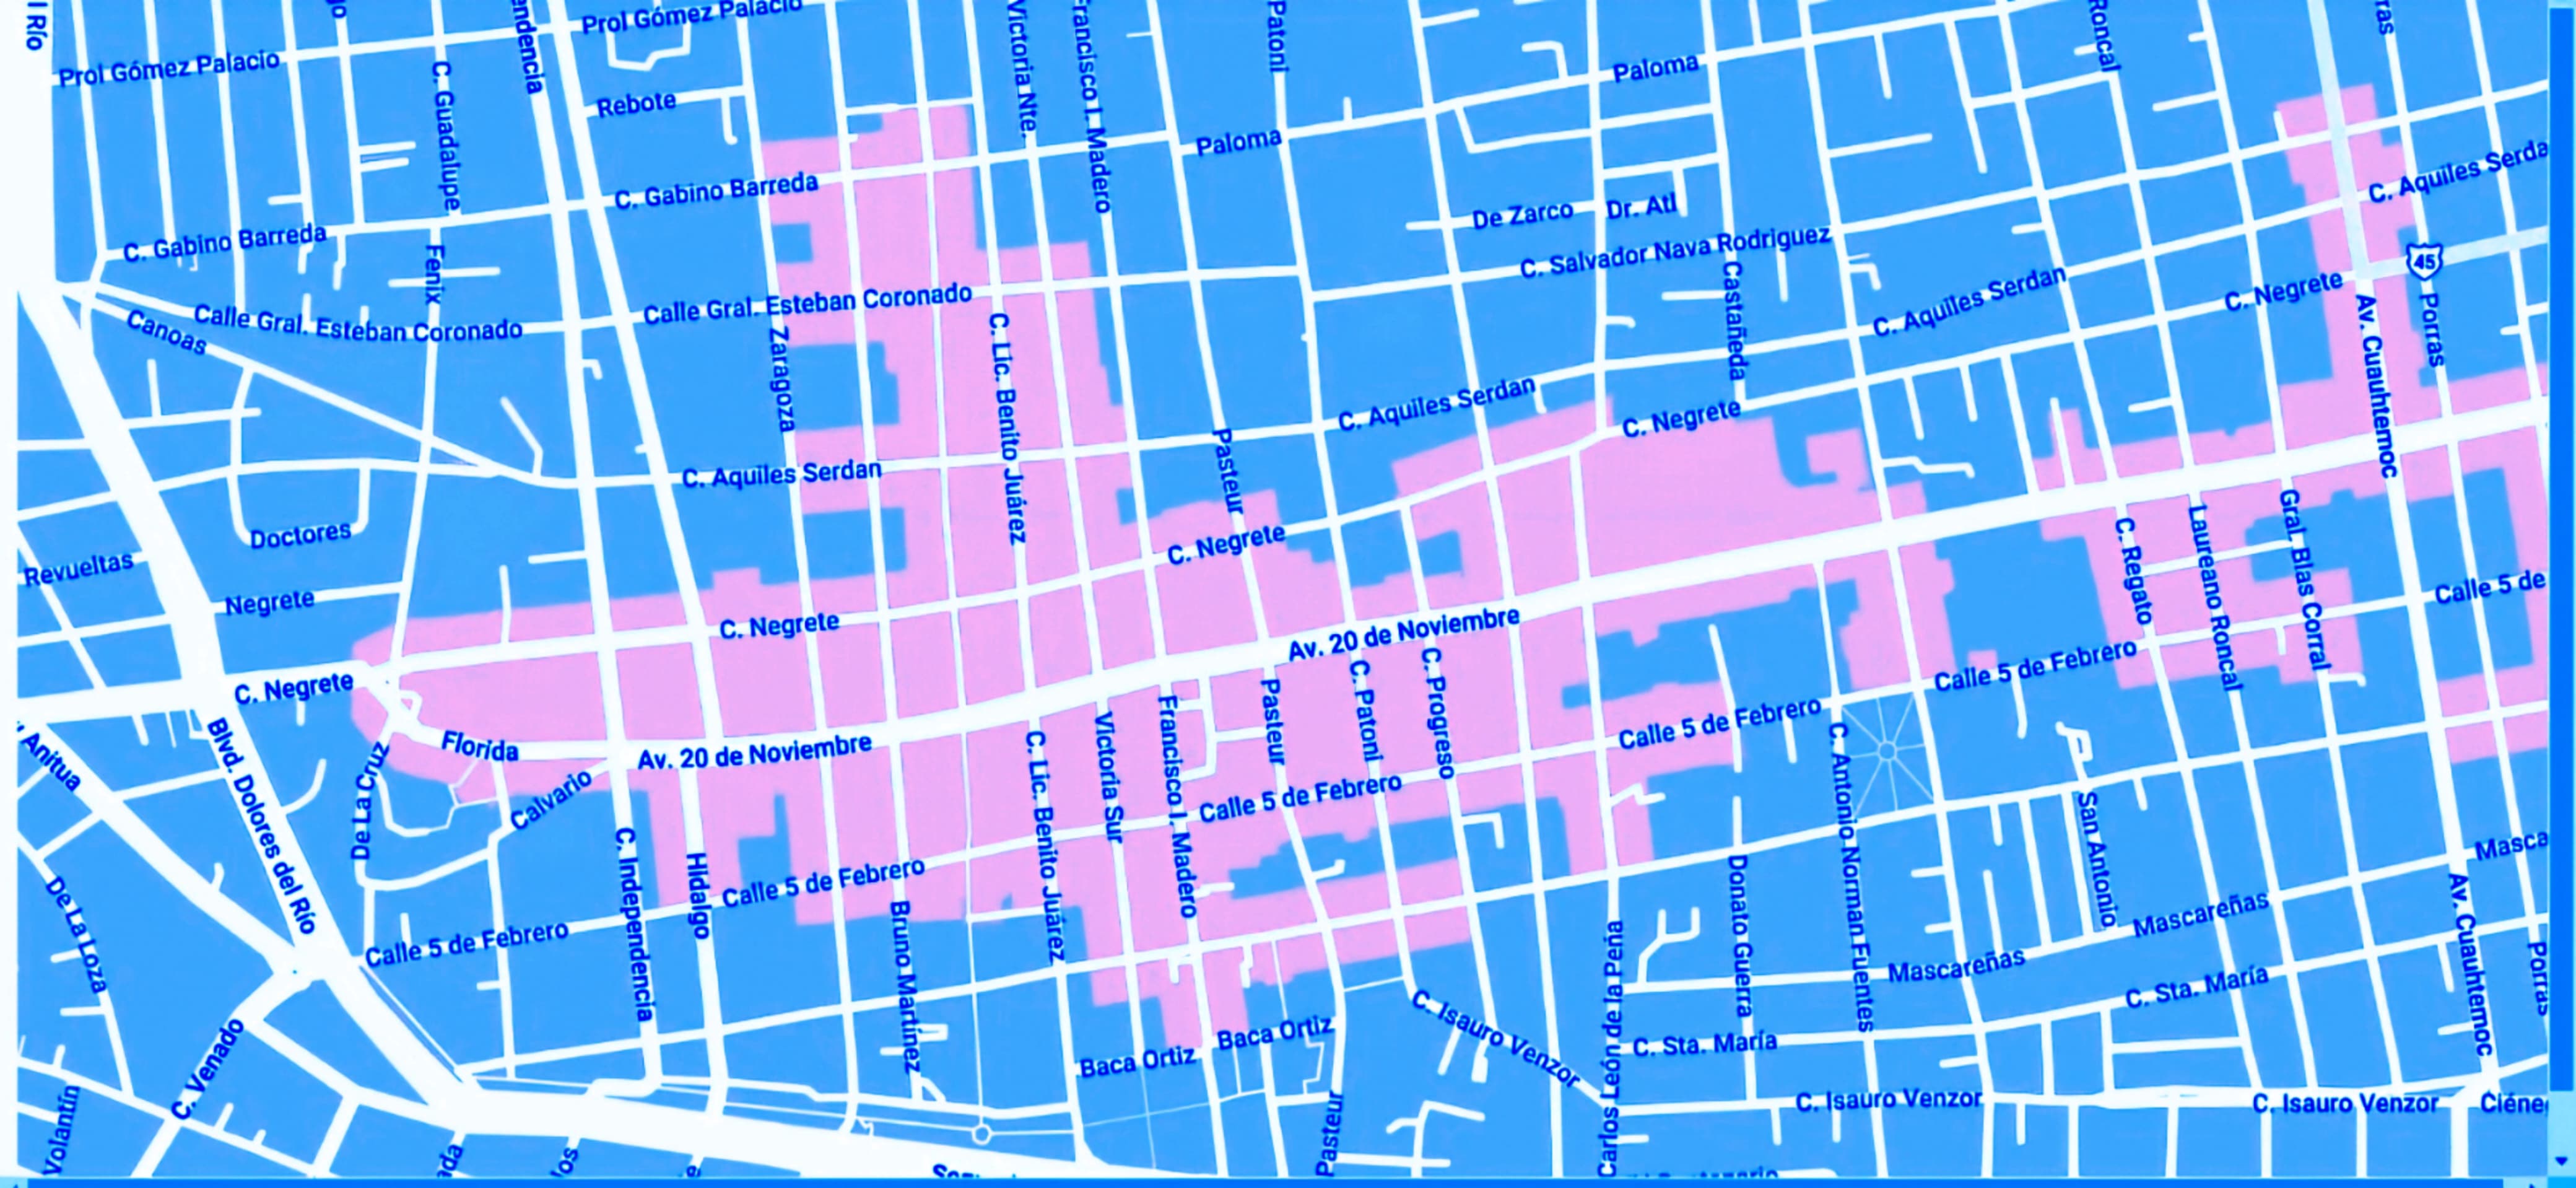 l Río
Prol Gómez Palacio
C. Guadalupe
endencia
Prol Gómez Palacio
Rebote
Victoria Nte.
Francisco I. Madero
Patoni
Paloma
Paloma
Roncal
ras
C. Gabino Barreda
C. Gabino Barreda
De Zarco
Dr. Atl
C. Salvador Nava Rodriguez
C. Aquiles Serda
45
Fenix
Calle Gral. Esteban Coronado
Canoas
Calle Gral. Esteban Coronado
Zaragoza
C. Lic. Benito Juárez
Castañeda
C. Aquiles Serdan
C. Negrete
Av. Cuauhtemoc
Porras
C. Aquiles Serdan
C. Negrete
C. Aquiles Serdan
Pasteur
C. Negrete
Doctores
Revueltas
Negrete
C. Negrete
C. Negrete
Av. 20 de Noviembre
C. Regato
Laureano Roncal
Gral. Blas Corral
Calle 5 de
Calle 5 de Febrero
Anitua
Blvd. Dolores del Río
De La Cruz
Florida
Calvario
Av. 20 de Noviembre
C. Lic. Benito Juárez
Victoria Sur
Francisco I. Madero
Pasteur
C. Patoni
C. Progreso
Calle 5 de Febrero
Calle 5 de Febrero
C. Antonio Norman Fuentes
San Antonio
De La Loza
C. Independencia
Hidalgo
Calle 5 de Febrero
Calle 5 de Febrero
Bruno Martínez
Donato Guerra
Carlos León de la Peña
Mascareñas
Mascareñas
Masca
Av. Cuauhtemoc
Porras
C. Sta. María
C. Sta. María
Baca Ortiz
Baca Ortiz
C. Isauro Venzor
C. Venado
Volantín
Pasteur
C. Isauro Venzor
C. Isauro Venzor
Ciéne